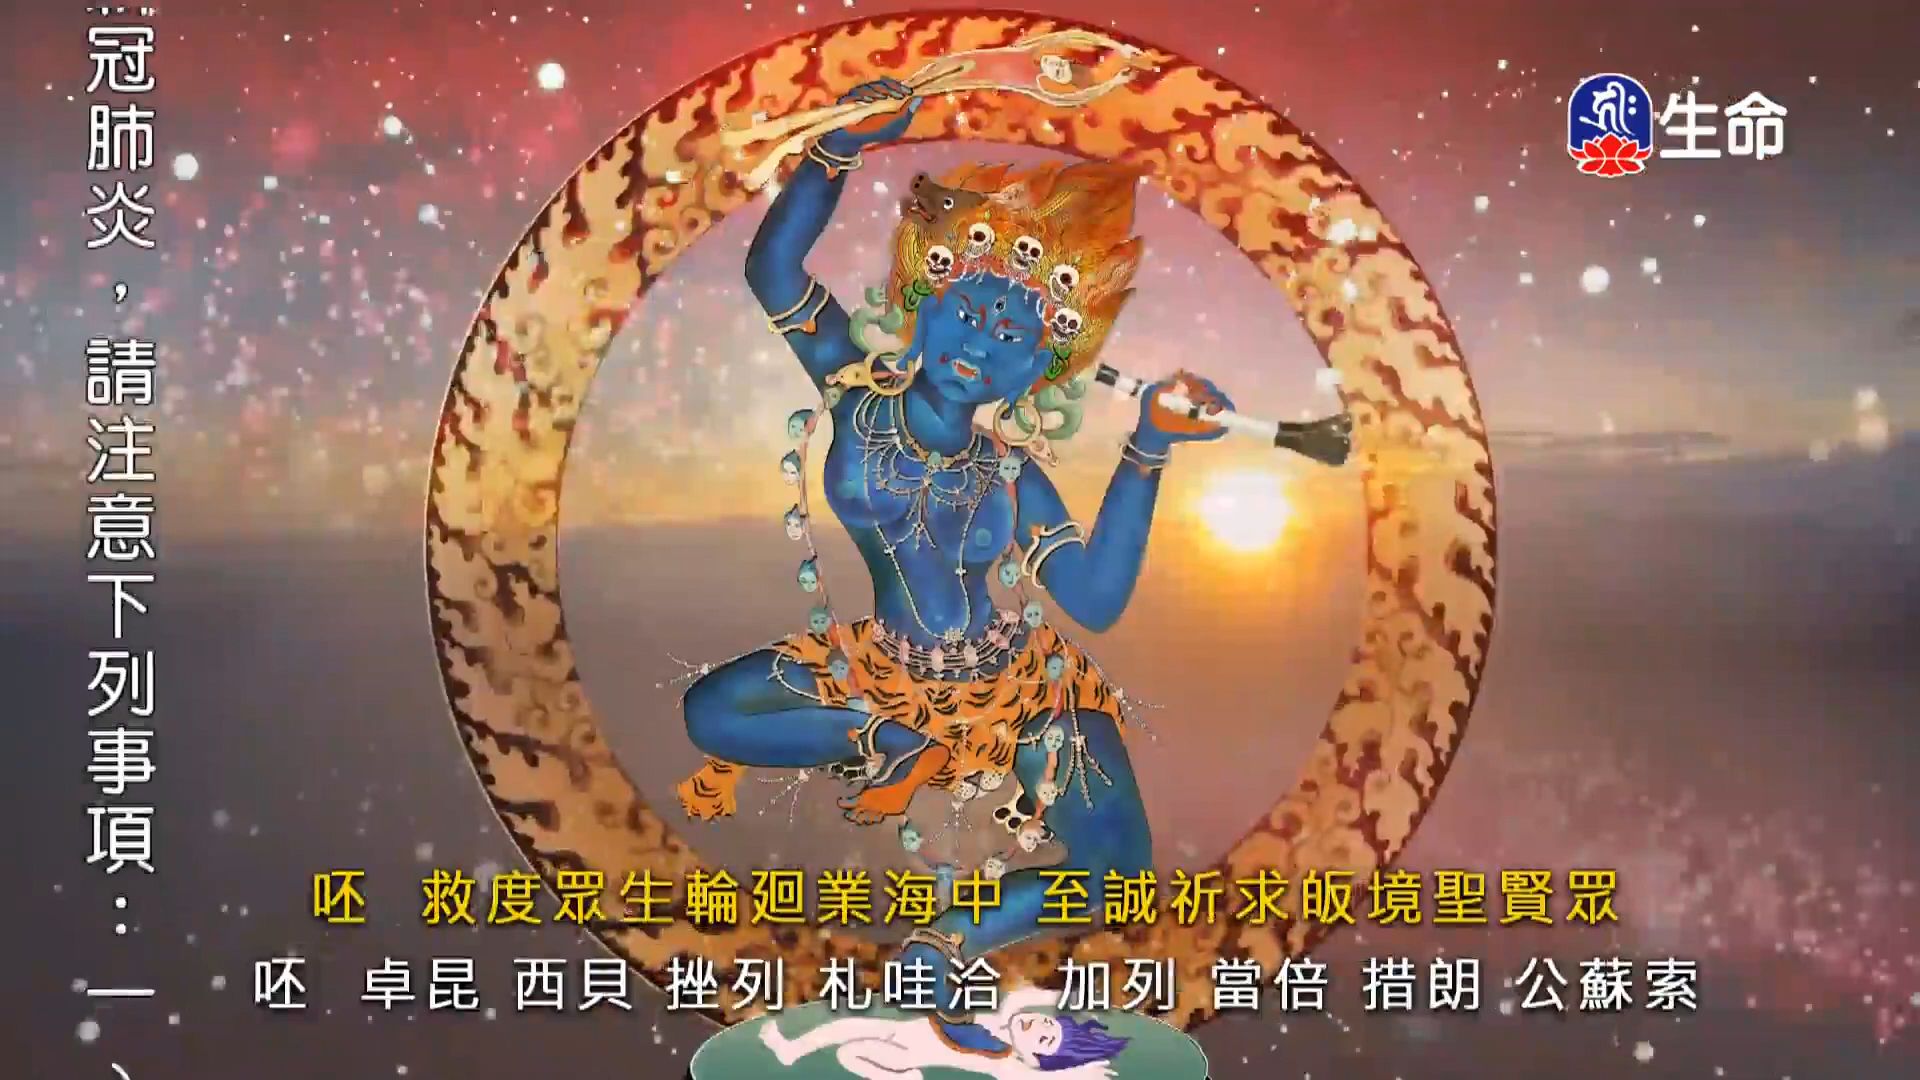 冠肺炎，請注意下列事項：一、
生命
呸 救度眾生輪迴業海中 至誠祈求皈境聖賢眾
呸 卓昆 西貝 挫列 札哇洽 加列 當倍 措朗 公蘇索